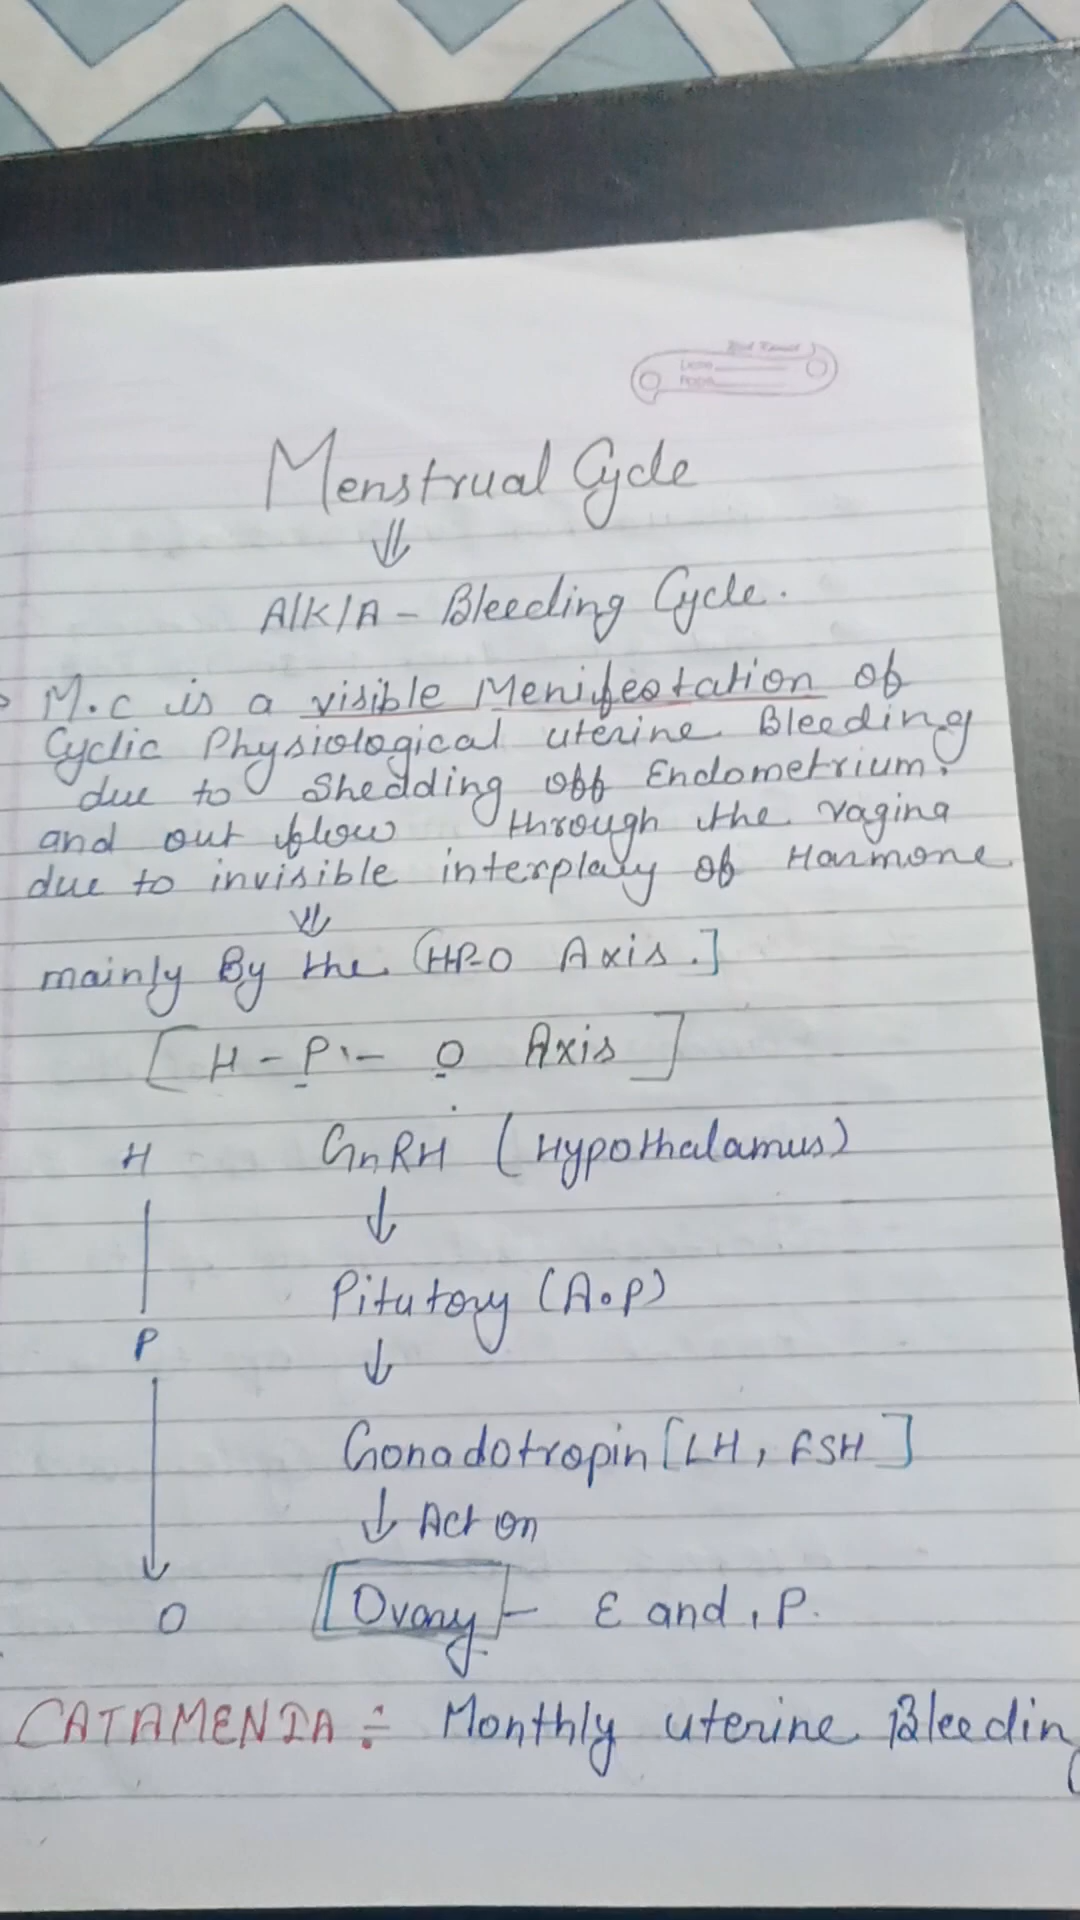 Menstrual Cycle
⇓
A/K/A - Bleeding Cycle.
M.C is a visible Menifestation of
Cyclic Physiological uterine Bleeding
due to Shedding off Endometrium.
and out flow through the vagina
due to invisible interplay of Harmone
⇓
mainly By the (HP-O Axis.]
[H - P - O Axis]
H GnRH (Hypothalamus)
↓
Pitutory (A.P)
P
↓
Gonadotropin [LH, FSH]
↓ Act on
O [Ovary] - E and, P.
CATAMENIA ÷ Monthly uterine Bleedin